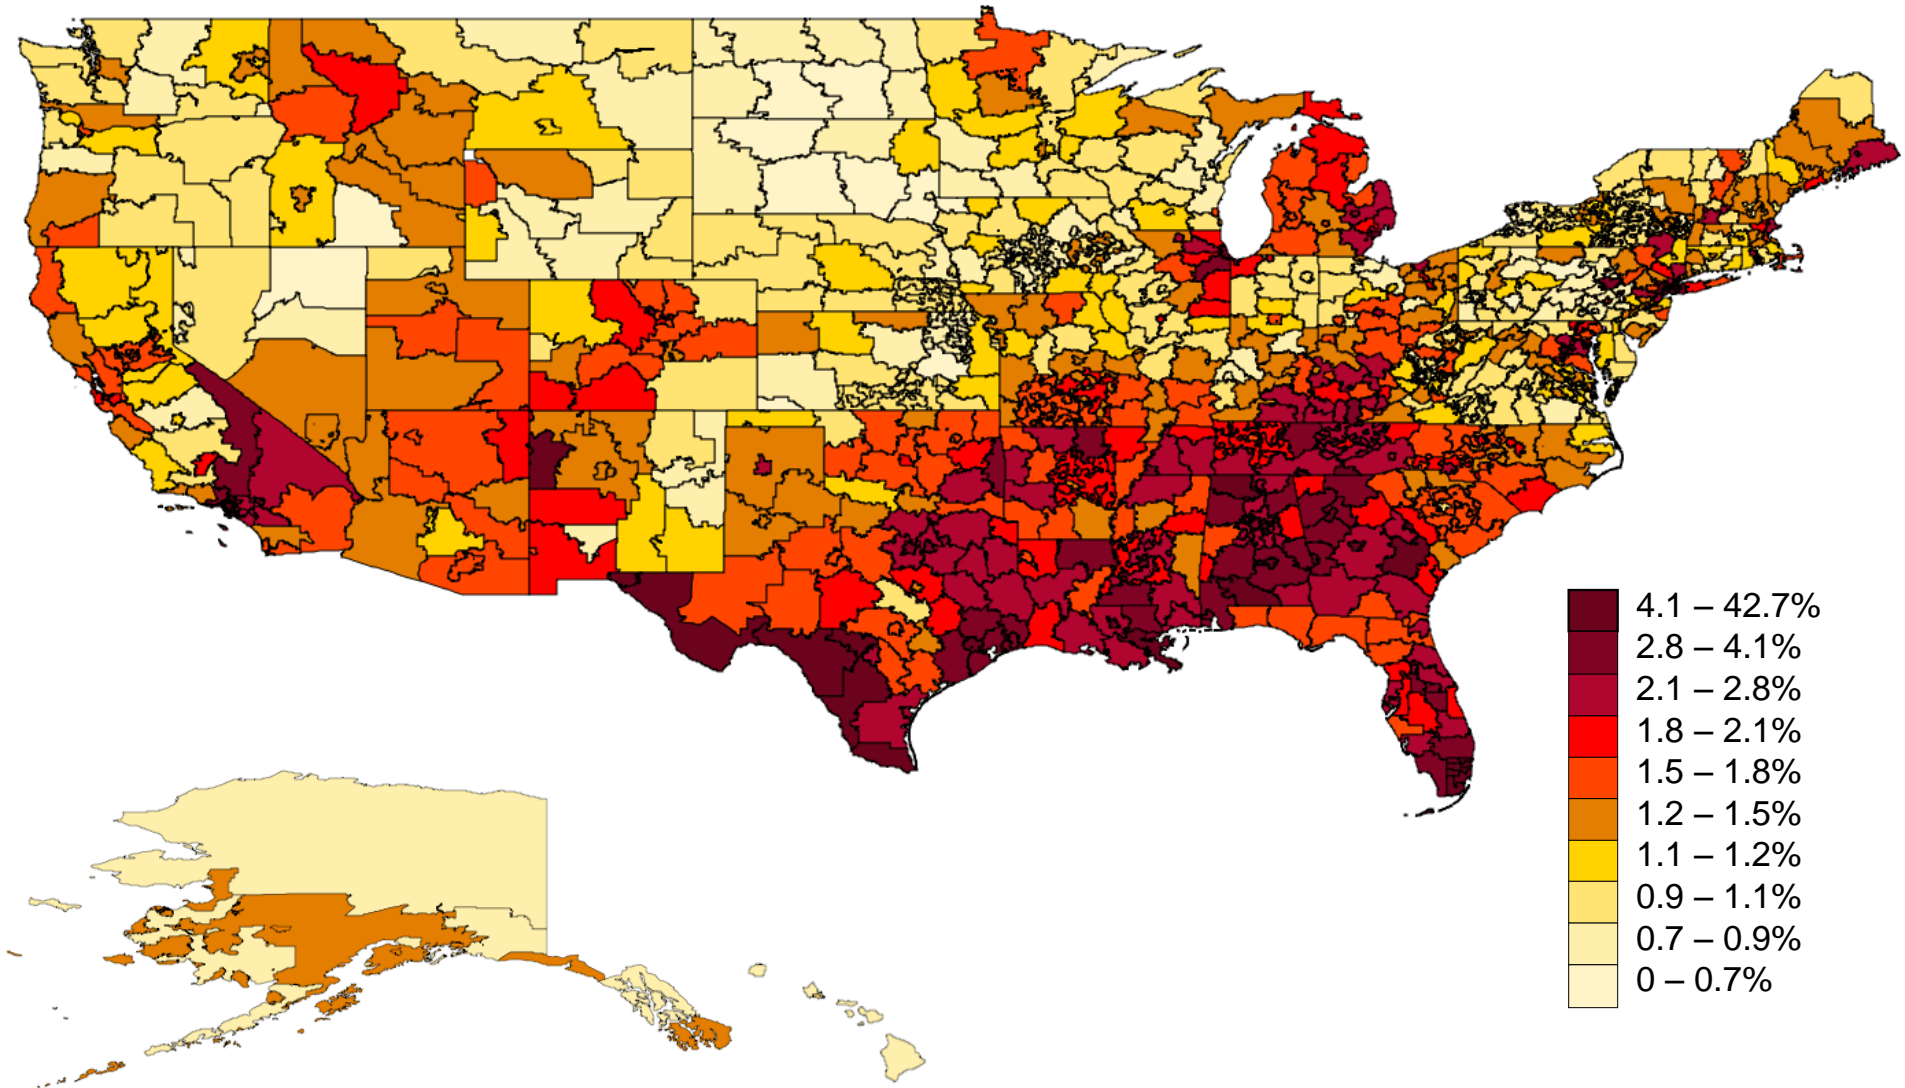 4.1 – 42.7%
2.8 – 4.1%
2.1 – 2.8%
1.8 – 2.1%
1.5 – 1.8%
1.2 – 1.5%
1.1 – 1.2%
0.9 – 1.1%
0.7 – 0.9%
0 – 0.7%